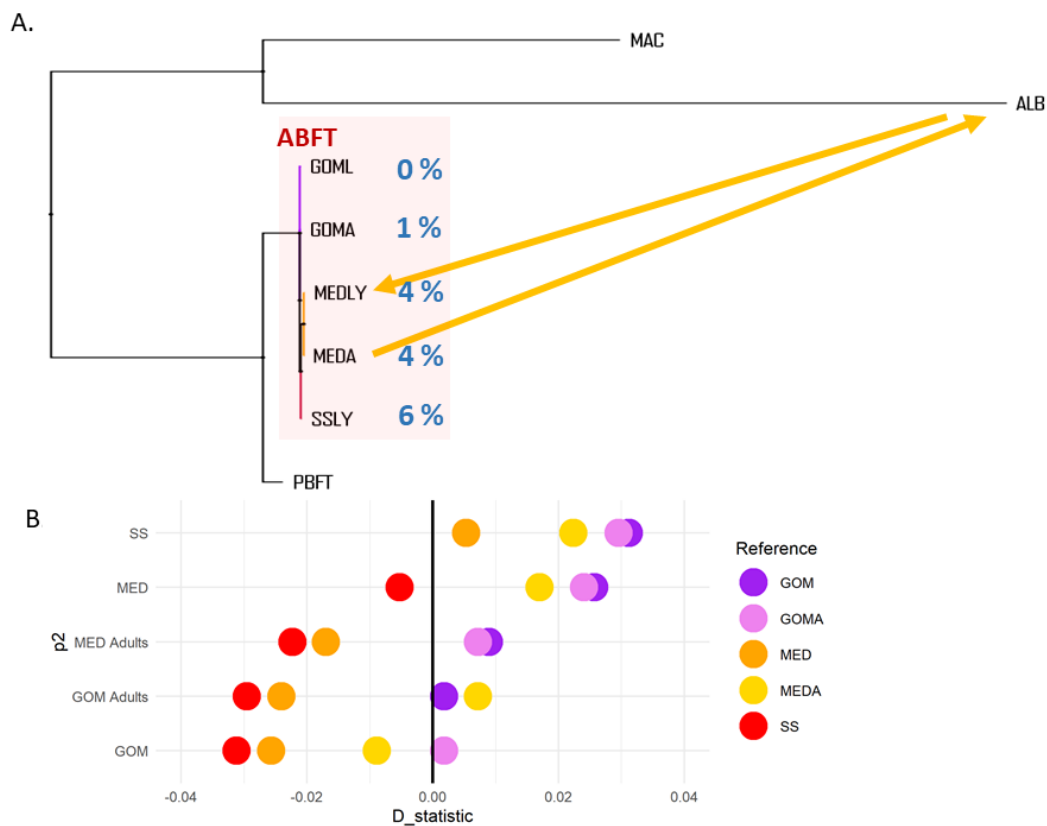 A.
MAC
ALB
ABFT
GOML 0 %
GOMA 1 %
MEDLY 4 %
MEDA 4 %
SSLY 6 %
PBFT
B
SS
MED
MED Adults
GOM Adults
GOM
p2
-0.04 -0.02 0.00 0.02 0.04
D_statistic
Reference
GOM
GOMA
MED
MEDA
SS